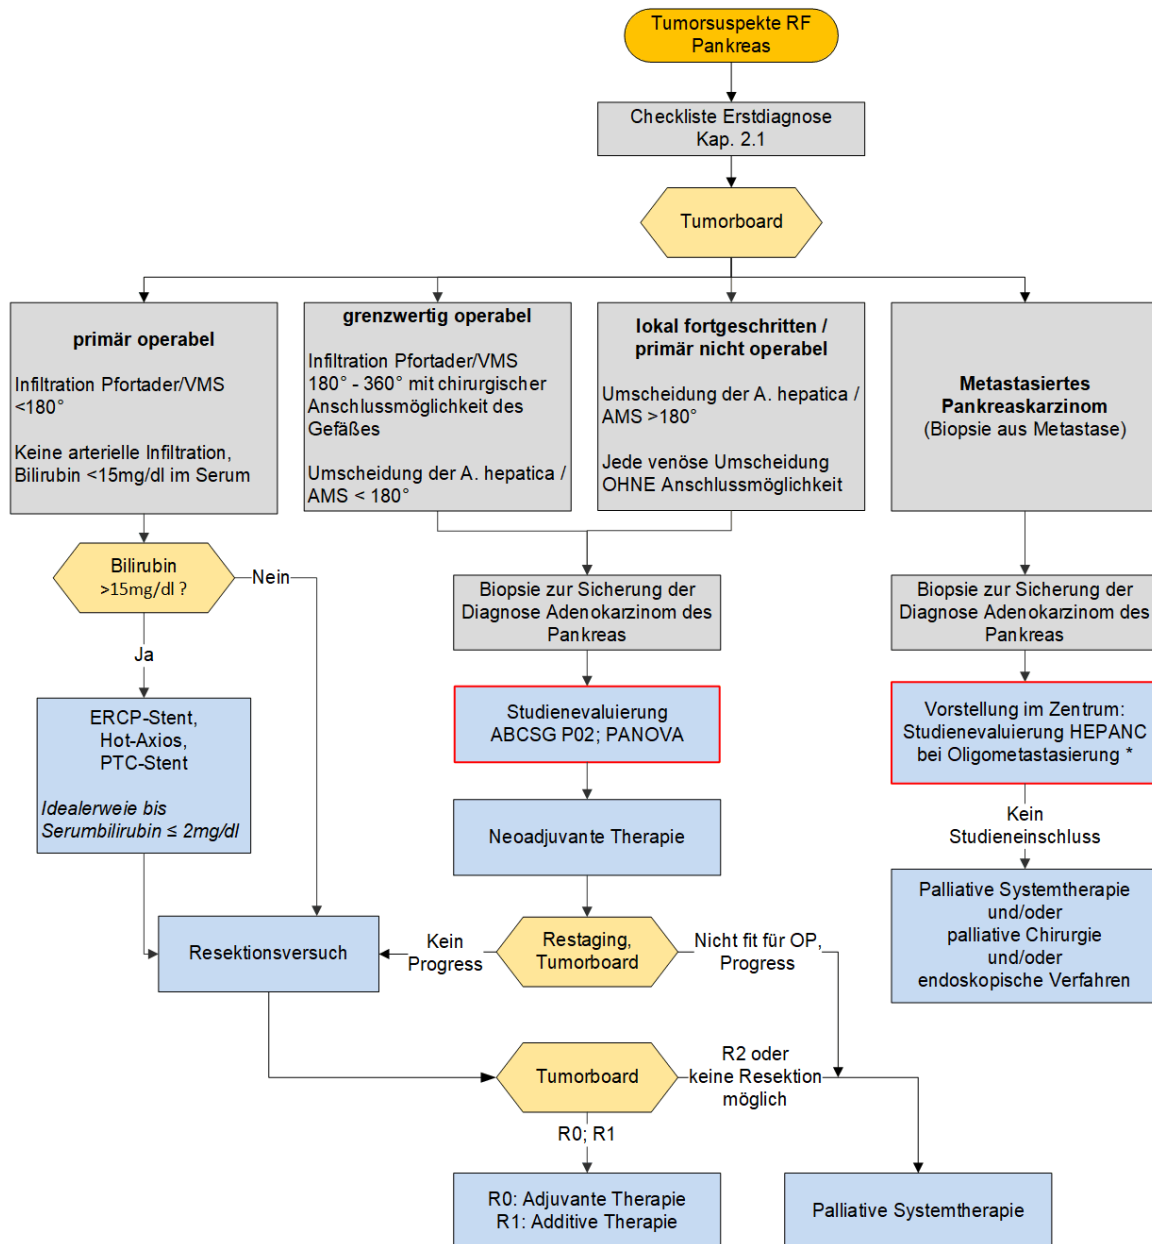 Tumorsuspekte RF
Pankreas
Checkliste Erstdiagnose
Kap. 2.1
Tumorboard
primär operabel
Infiltration Pfortader/VMS
<180°
Keine arterielle Infiltration,
Bilirubin <15mg/dl im Serum
grenzwertig operabel
Infiltration Pfortader/VMS
180° - 360° mit chirurgischer
Anschlussmöglichkeit des
Gefäßes
Umscheidung der A. hepatica /
AMS < 180°
lokal fortgeschritten /
primär nicht operabel
Umscheidung der A. hepatica /
AMS >180°
Jede venöse Umscheidung
OHNE Anschlussmöglichkeit
Metastasiertes
Pankreaskarzinom
(Biopsie aus Metastase)
Bilirubin
>15mg/dl ?
Nein
Ja
ERCP-Stent,
Hot-Axios,
PTC-Stent
Idealerweie bis
Serumbilirubin ≤ 2mg/dl
Biopsie zur Sicherung der
Diagnose Adenokarzinom des
Pankreas
Studienevaluierung
ABCSG P02; PANOVA
Neoadjuvante Therapie
Biopsie zur Sicherung der
Diagnose Adenokarzinom des
Pankreas
Vorstellung im Zentrum:
Studienevaluierung HEPANC
bei Oligometastasierung *
Kein
Studieneinschluss
Palliative Systemtherapie
und/oder
palliative Chirurgie
und/oder
endoskopische Verfahren
Resektionsversuch
Kein
Progress
Restaging,
Tumorboard
Nicht fit für OP,
Progress
Tumorboard
R2 oder
keine Resektion
möglich
R0; R1
R0: Adjuvante Therapie
R1: Additive Therapie
Palliative Systemtherapie